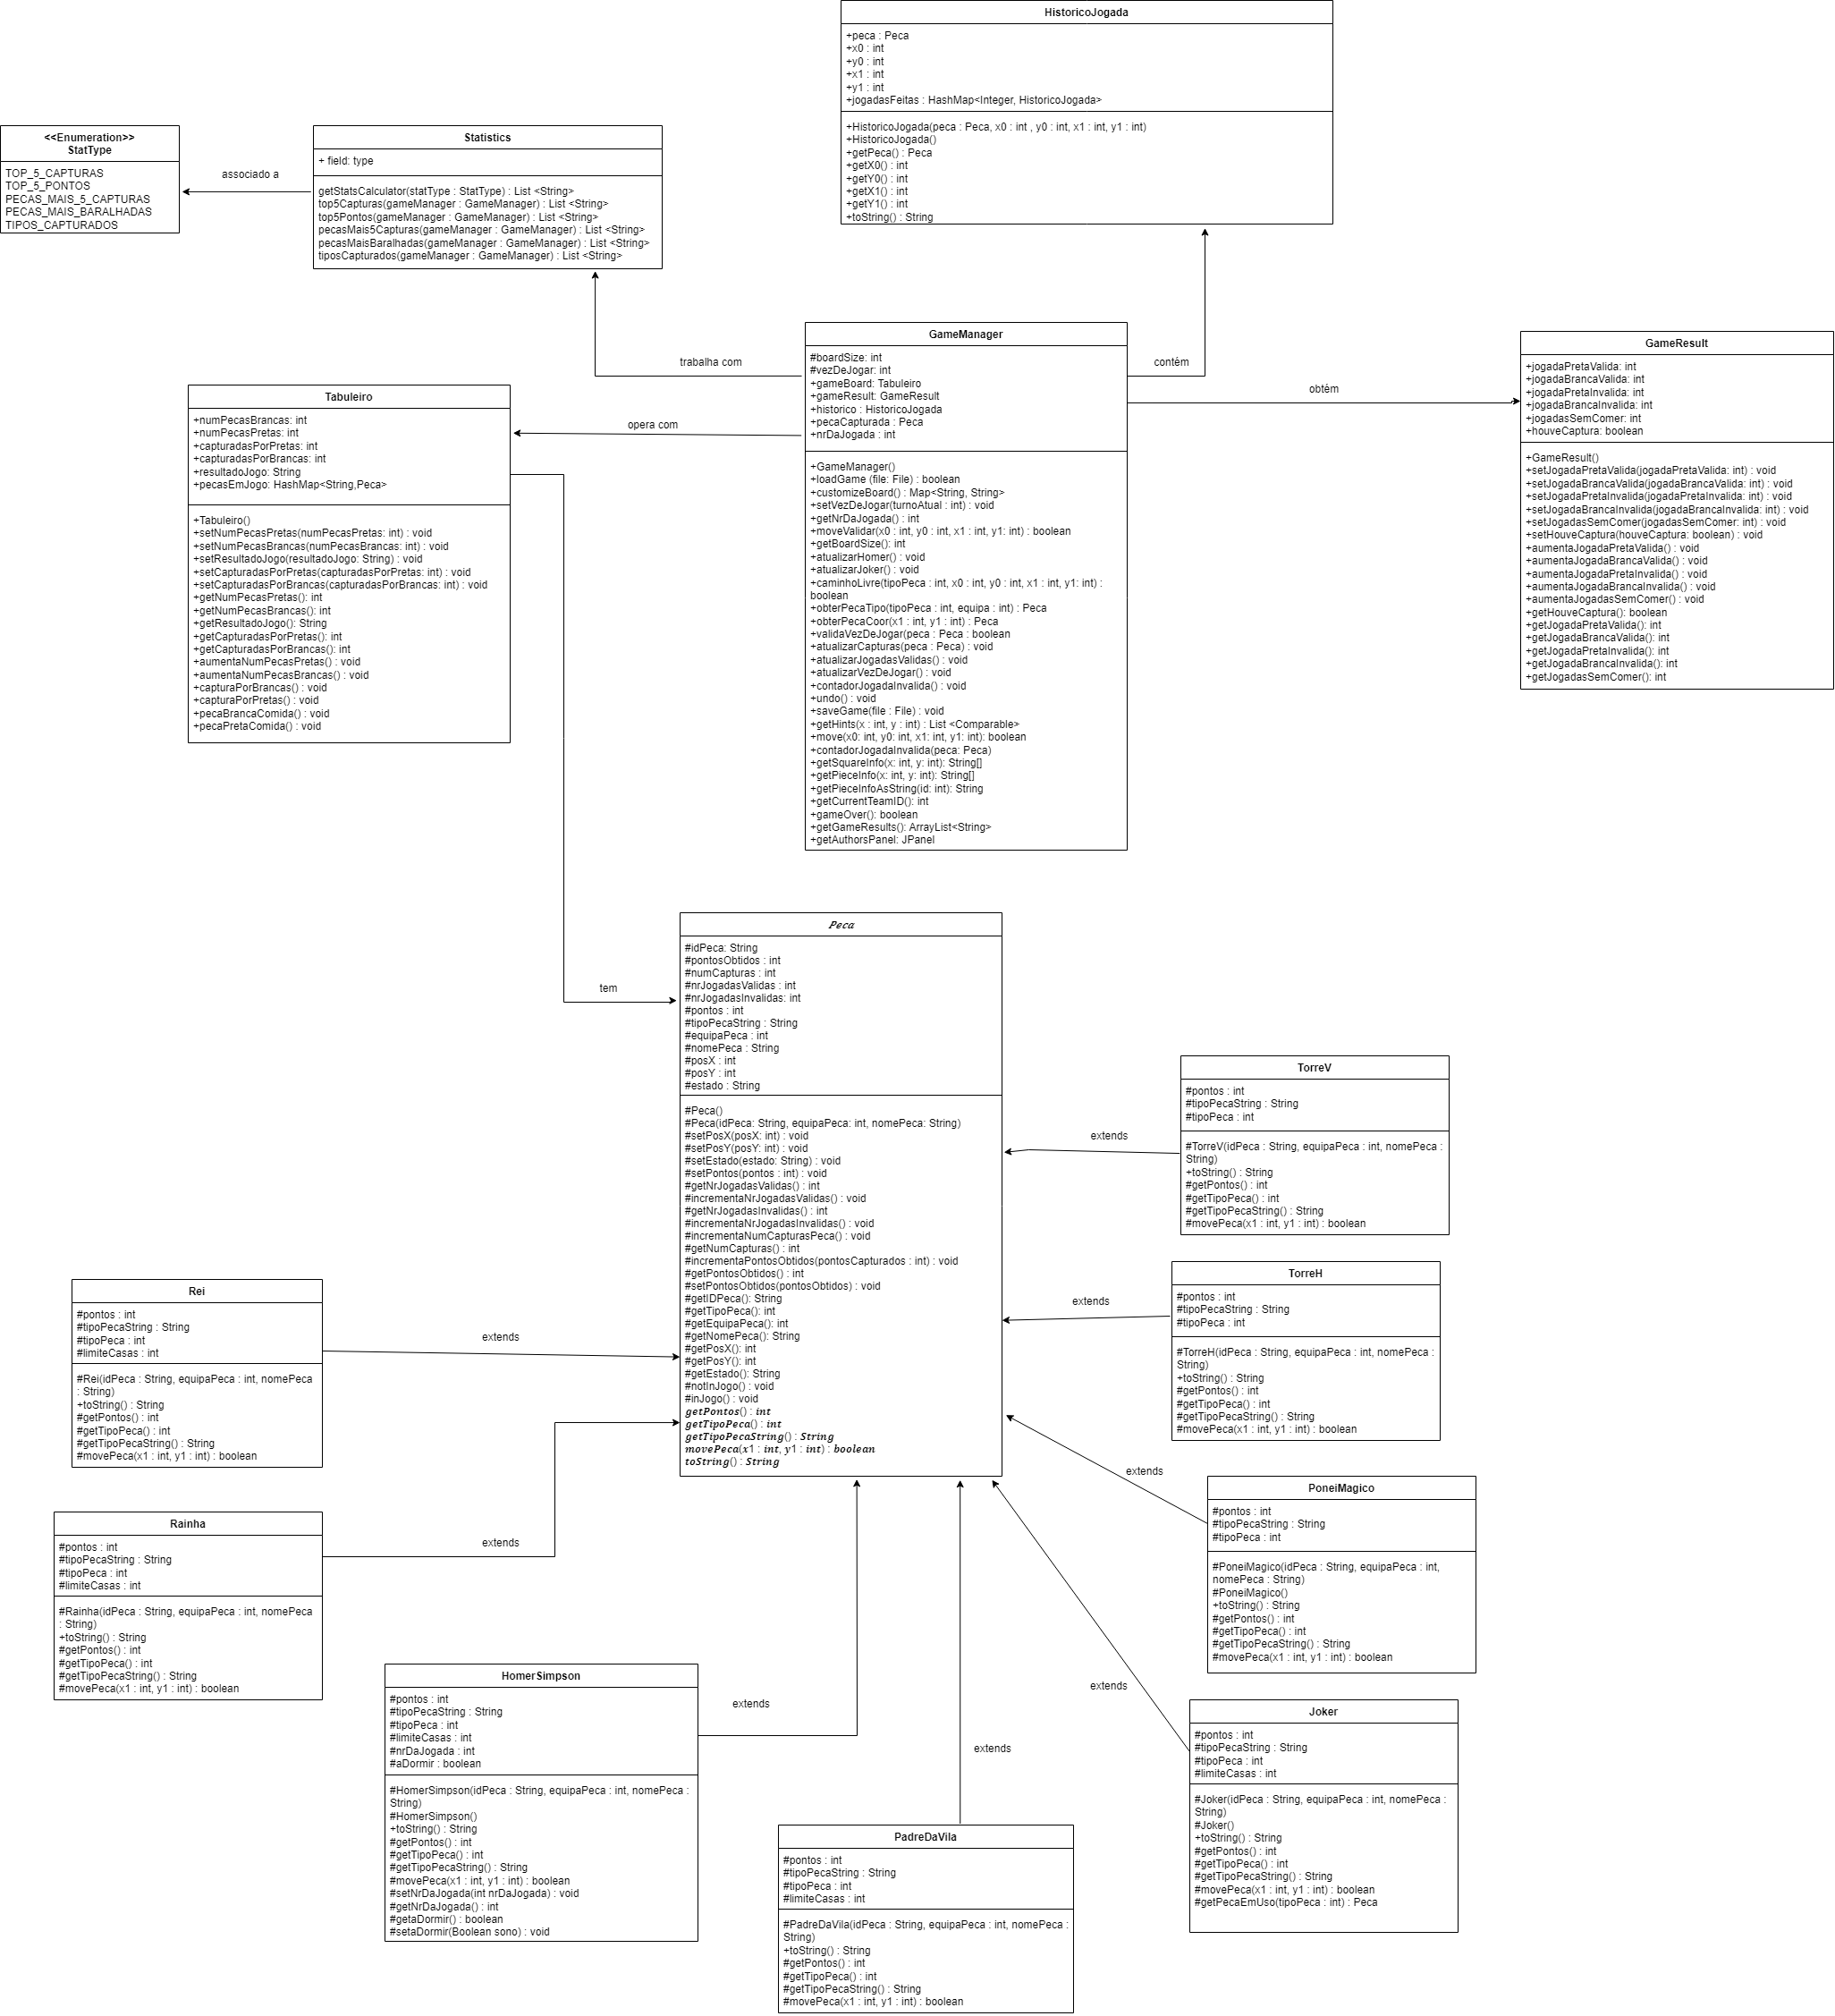 HistoricoJogada
+peca : Peca
+x0 : int
+y0 : int
+x1 : int
+y1 : int
+jogadasFeitas : HashMap<Integer, HistoricoJogada>
+HistoricoJogada(peca : Peca, x0 : int , y0 : int, x1 : int, y1 : int)
+HistoricoJogada()
+getPeca() : Peca
+getX0() : int
+getY0() : int
+getX1() : int
+getY1() : int
+toString() : String
<<Enumeration>>
StatType
TOP_5_CAPTURAS
TOP_5_PONTOS
PECAS_MAIS_5_CAPTURAS
PECAS_MAIS_BARALHADAS
TIPOS_CAPTURADOS
associado a
Statistics
+ field: type
getStatsCalculator(statType : StatType) : List <String>
top5Capturas(gameManager : GameManager) : List <String>
top5Pontos(gameManager : GameManager) : List <String>
pecasMais5Capturas(gameManager : GameManager) : List <String>
pecasMaisBaralhadas(gameManager : GameManager) : List <String>
tiposCapturados(gameManager : GameManager) : List <String>
trabalha com
contém
obtém
opera com
GameManager
#boardSize: int
#vezDeJogar: int
+gameBoard: Tabuleiro
+gameResult: GameResult
+historico : HistoricoJogada
+pecaCapturada : Peca
+nrDaJogada : int
+GameManager()
+loadGame (file: File) : boolean
+customizeBoard() : Map<String, String>
+setVezDeJogar(turnoAtual : int) : void
+getNrDaJogada() : int
+moveValidar(x0 : int, y0 : int, x1 : int, y1: int) : boolean
+getBoardSize(): int
+atualizarHomer() : void
+atualizarJoker() : void
+caminhoLivre(tipoPeca : int, x0 : int, y0 : int, x1 : int, y1: int) :
boolean
+obterPecaTipo(tipoPeca : int, equipa : int) : Peca
+obterPecaCoor(x1 : int, y1 : int) : Peca
+validaVezDeJogar(peca : Peca : boolean
+atualizarCapturas(peca : Peca) : void
+atualizarJogadasValidas() : void
+atualizarVezDeJogar() : void
+contadorJogadaInvalida() : void
+undo() : void
+saveGame(file : File) : void
+getHints(x : int, y : int) : List <Comparable>
+move(x0: int, y0: int, x1: int, y1: int): boolean
+contadorJogadaInvalida(peca: Peca)
+getSquareInfo(x: int, y: int): String[]
+getPieceInfo(x: int, y: int): String[]
+getPieceInfoAsString(id: int): String
+getCurrentTeamID(): int
+gameOver(): boolean
+getGameResults(): ArrayList<String>
+getAuthorsPanel: JPanel
GameResult
+jogadaPretaValida: int
+jogadaBrancaValida: int
+jogadaPretaInvalida: int
+jogadaBrancaInvalida: int
+jogadasSemComer: int
+houveCaptura: boolean
+GameResult()
+setJogadaPretaValida(jogadaPretaValida: int) : void
+setJogadaBrancaValida(jogadaBrancaValida: int) : void
+setJogadaPretaInvalida(jogadaPretaInvalida: int) : void
+setJogadaBrancaInvalida(jogadaBrancaInvalida: int) : void
+setJogadasSemComer(jogadasSemComer: int) : void
+setHouveCaptura(houveCaptura: boolean) : void
+aumentaJogadaPretaValida() : void
+aumentaJogadaBrancaValida() : void
+aumentaJogadaPretaInvalida() : void
+aumentaJogadaBrancaInvalida() : void
+aumentaJogadasSemComer() : void
+getHouveCaptura(): boolean
+getJogadaPretaValida(): int
+getJogadaBrancaValida(): int
+getJogadaPretaInvalida(): int
+getJogadaBrancaInvalida(): int
+getJogadasSemComer(): int
Tabuleiro
+numPecasBrancas: int
+numPecasPretas: int
+capturadasPorPretas: int
+capturadasPorBrancas: int
+resultadoJogo: String
+pecasEmJogo: HashMap<String,Peca>
+Tabuleiro()
+setNumPecasPretas(numPecasPretas: int) : void
+setNumPecasBrancas(numPecasBrancas: int) : void
+setResultadoJogo(resultadoJogo: String) : void
+setCapturadasPorPretas(capturadasPorPretas: int) : void
+setCapturadasPorBrancas(capturadasPorBrancas: int) : void
+getNumPecasPretas(): int
+getNumPecasBrancas(): int
+getResultadoJogo(): String
+getCapturadasPorPretas(): int
+getCapturadasPorBrancas(): int
+aumentaNumPecasPretas() : void
+aumentaNumPecasBrancas() : void
+capturaPorBrancas() : void
+capturaPorPretas() : void
+pecaBrancaComida() : void
+pecaPretaComida() : void
tem
Peca
#idPeca: String
#pontosObtidos : int
#numCapturas : int
#nrJogadasValidas : int
#nrJogadasInvalidas: int
#pontos : int
#tipoPecaString : String
#equipaPeca : int
#nomePeca : String
#posX : int
#posY : int
#estado : String
#Peca()
#Peca(idPeca: String, equipaPeca: int, nomePeca: String)
#setPosX(posX: int) : void
#setPosY(posY: int) : void
#setEstado(estado: String) : void
#setPontos(pontos : int) : void
#getNrJogadasValidas() : int
#incrementaNrJogadasValidas() : void
#getNrJogadasInvalidas() : int
#incrementaNrJogadasInvalidas() : void
#incrementaNumCapturasPeca() : void
#getNumCapturas() : int
#incrementaPontosObtidos(pontosCapturados : int) : void
#getPontosObtidos() : int
#setPontosObtidos(pontosObtidos) : void
#getIDPeca(): String
#getTipoPeca(): int
#getEquipaPeca(): int
#getNomePeca(): String
#getPosX(): int
#getPosY(): int
#getEstado(): String
#notInJogo() : void
#inJogo() : void
getPontos() : int
getTipoPeca() : int
getTipoPecaString() : String
movePeca(x1 : int, y1 : int) : boolean
toString() : String
TorreV
#pontos : int
#tipoPecaString : String
#tipoPeca : int
#TorreV(idPeca : String, equipaPeca : int, nomePeca :
String)
+toString() : String
#getPontos() : int
#getTipoPeca() : int
#getTipoPecaString() : String
#movePeca(x1 : int, y1 : int) : boolean
extends
TorreH
#pontos : int
#tipoPecaString : String
#tipoPeca : int
#TorreH(idPeca : String, equipaPeca : int, nomePeca :
String)
+toString() : String
#getPontos() : int
#getTipoPeca() : int
#getTipoPecaString() : String
#movePeca(x1 : int, y1 : int) : boolean
extends
Rei
#pontos : int
#tipoPecaString : String
#tipoPeca : int
#limiteCasas : int
#Rei(idPeca : String, equipaPeca : int, nomePeca
: String)
+toString() : String
#getPontos() : int
#getTipoPeca() : int
#getTipoPecaString() : String
#movePeca(x1 : int, y1 : int) : boolean
extends
PoneiMagico
#pontos : int
#tipoPecaString : String
#tipoPeca : int
#PoneiMagico(idPeca : String, equipaPeca : int,
nomePeca : String)
#PoneiMagico()
+toString() : String
#getPontos() : int
#getTipoPeca() : int
#getTipoPecaString() : String
#movePeca(x1 : int, y1 : int) : boolean
extends
Rainha
#pontos : int
#tipoPecaString : String
#tipoPeca : int
#limiteCasas : int
#Rainha(idPeca : String, equipaPeca : int, nomePeca
: String)
+toString() : String
#getPontos() : int
#getTipoPeca() : int
#getTipoPecaString() : String
#movePeca(x1 : int, y1 : int) : boolean
extends
HomerSimpson
#pontos : int
#tipoPecaString : String
#tipoPeca : int
#limiteCasas : int
#nrDaJogada : int
#aDormir : boolean
#HomerSimpson(idPeca : String, equipaPeca : int, nomePeca :
String)
#HomerSimpson()
+toString() : String
#getPontos() : int
#getTipoPeca() : int
#getTipoPecaString() : String
#movePeca(x1 : int, y1 : int) : boolean
#setNrDaJogada(int nrDaJogada) : void
#getNrDaJogada() : int
#getaDormir() : boolean
#setaDormir(Boolean sono) : void
extends
Joker
#pontos : int
#tipoPecaString : String
#tipoPeca : int
#limiteCasas : int
#Joker(idPeca : String, equipaPeca : int, nomePeca :
String)
#Joker()
+toString() : String
#getPontos() : int
#getTipoPeca() : int
#getTipoPecaString() : String
#movePeca(x1 : int, y1 : int) : boolean
#getPecaEmUso(tipoPeca : int) : Peca
extends
PadreDaVila
#pontos : int
#tipoPecaString : String
#tipoPeca : int
#limiteCasas : int
#PadreDaVila(idPeca : String, equipaPeca : int, nomePeca :
String)
+toString() : String
#getPontos() : int
#getTipoPeca() : int
#getTipoPecaString() : String
#movePeca(x1 : int, y1 : int) : boolean
extends